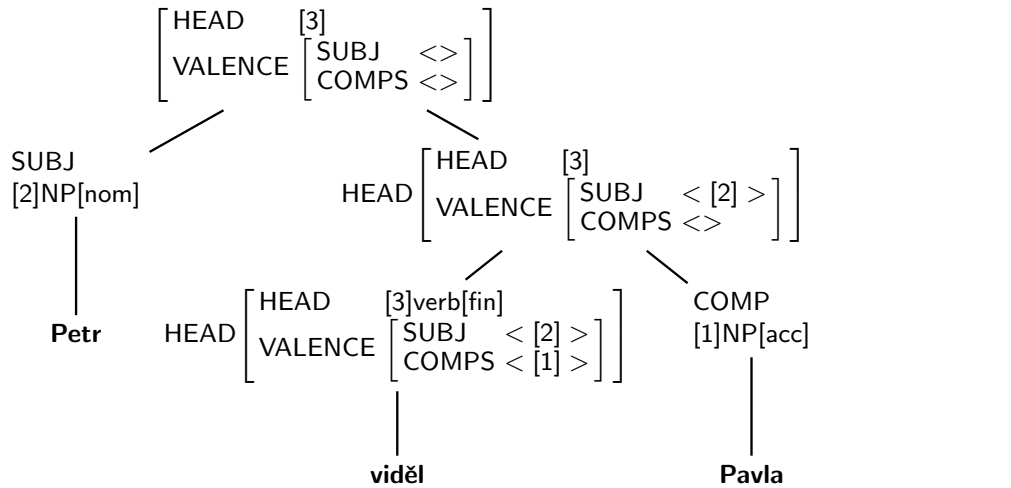 HEAD [3]
VALENCE [SUBJ <>
COMPS <>]
SUBJ
[2]NP[nom]
HEAD [HEAD [3]
VALENCE [SUBJ < [2] >
COMPS <>]]
Petr
HEAD [HEAD [3]verb[fin]
VALENCE [SUBJ < [2] >
COMPS < [1] >]]
COMP
[1]NP[acc]
viděl
Pavla